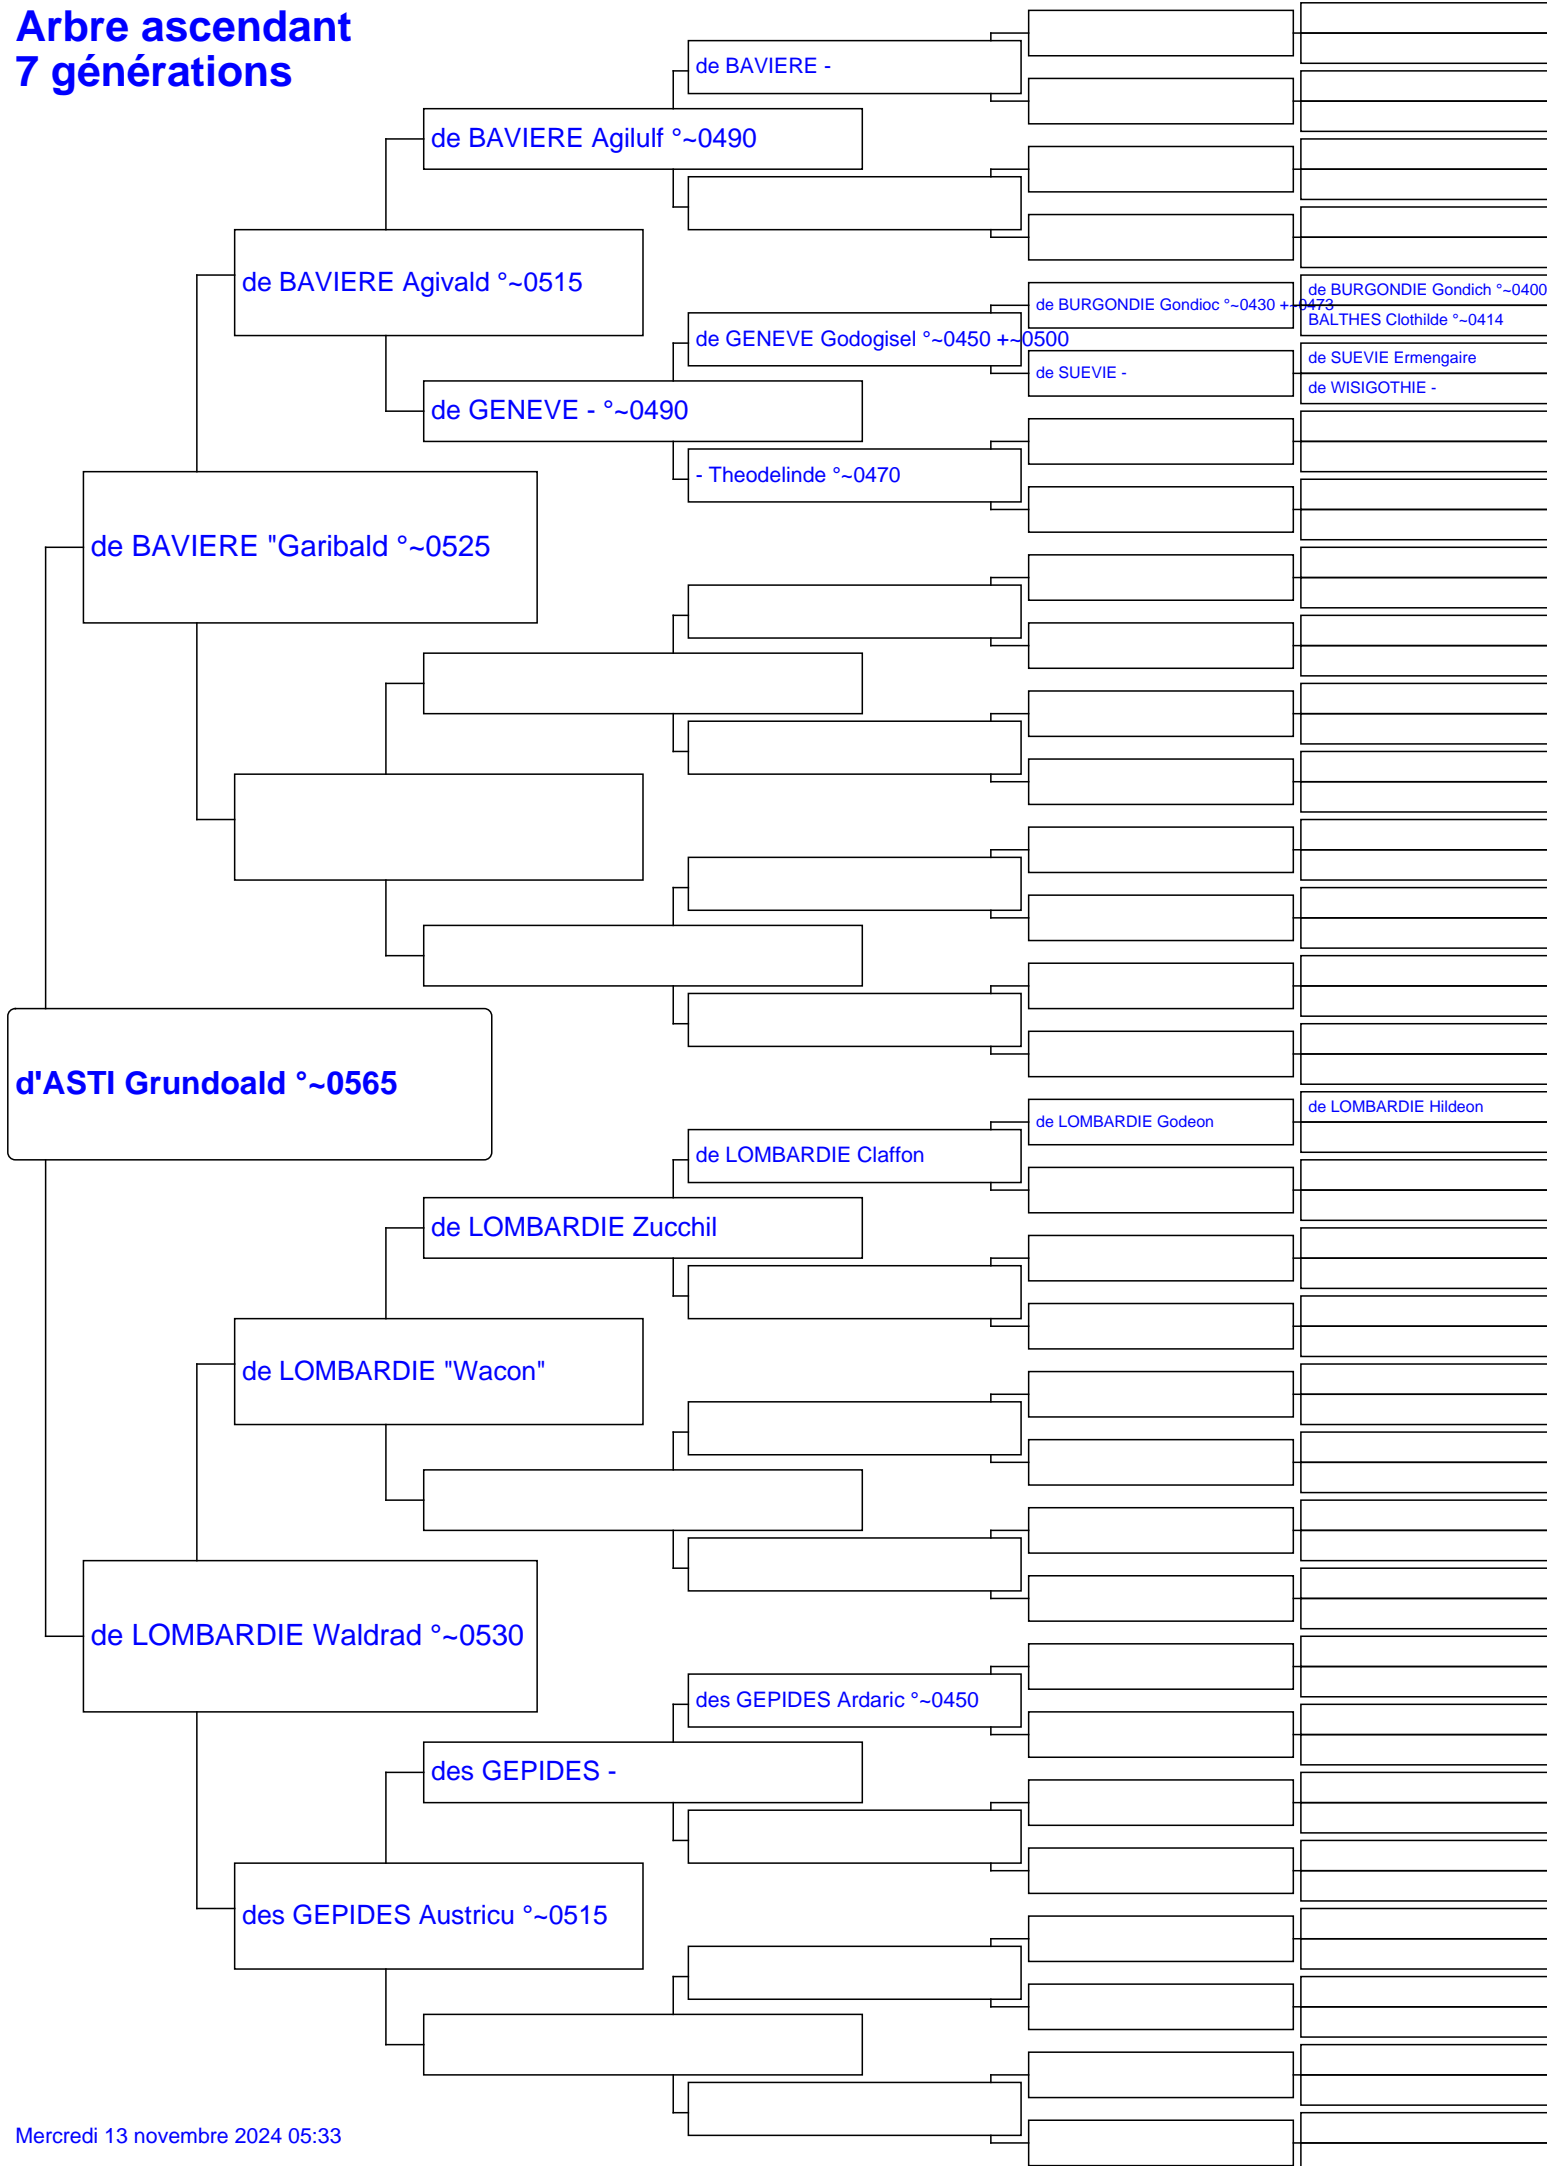 Arbre ascendant
7 générations
de BAVIERE -
de BAVIERE Agilulf °~0490
de BAVIERE Agivald °~0515
de BURGONDIE Gondich °~0400
de BURGONDIE Gondioc °~0430 +~0473
BALTHES Clothilde °~0414
de GENEVE Godogisel °~0450 +~0500
de SUEVIE Ermengaire
de SUEVIE -
de WISIGOTHIE -
de GENEVE - °~0490
- Theodelinde °~0470
de BAVIERE "Garibald °~0525
d'ASTI Grundoald °~0565
de LOMBARDIE Hildeon
de LOMBARDIE Godeon
de LOMBARDIE Claffon
de LOMBARDIE Zucchil
de LOMBARDIE "Wacon"
de LOMBARDIE Waldrad °~0530
des GEPIDES Ardaric °~0450
des GEPIDES -
des GEPIDES Austricu °~0515
Mercredi 13 novembre 2024 05:33